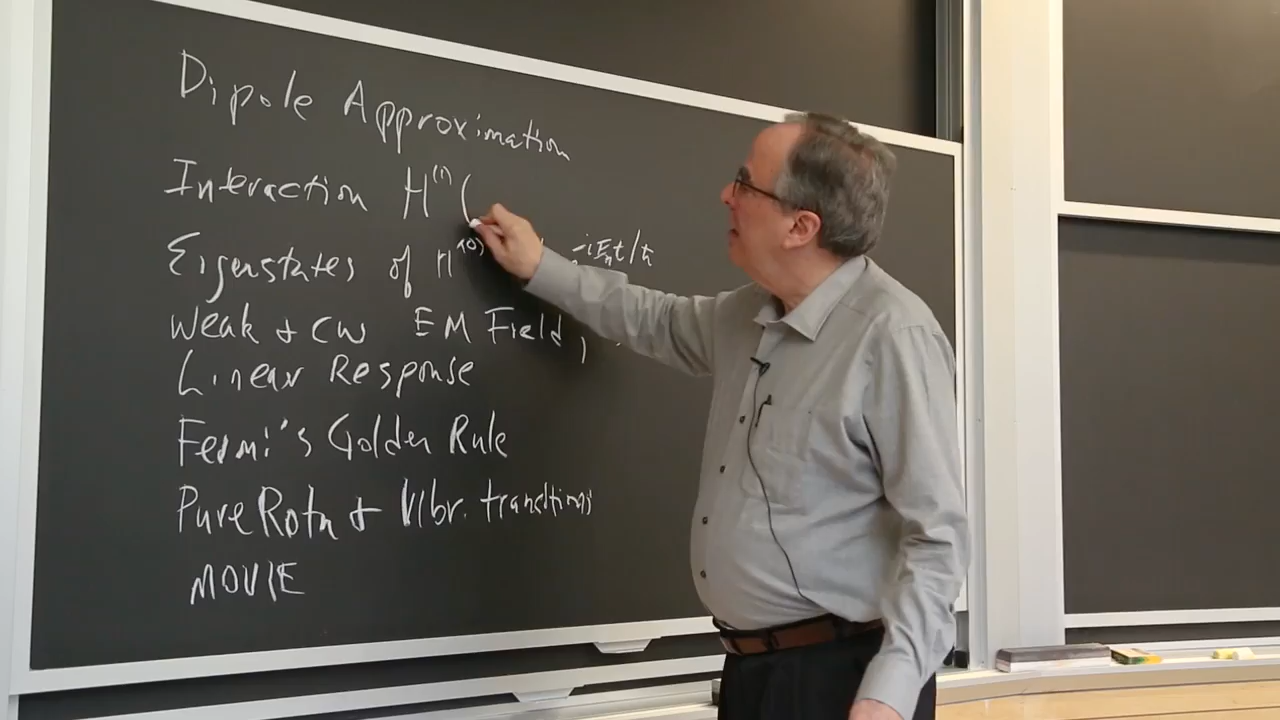 Dipole Approximation
Interaction H⁽¹⁾(
Eigenstates of H⁽⁰⁾ -iEₙt/ħ
Weak + CW EM Field,
Linear Response
Fermi's Golden Rule
Pure Rotn + Vibr. transitions
MOVIE